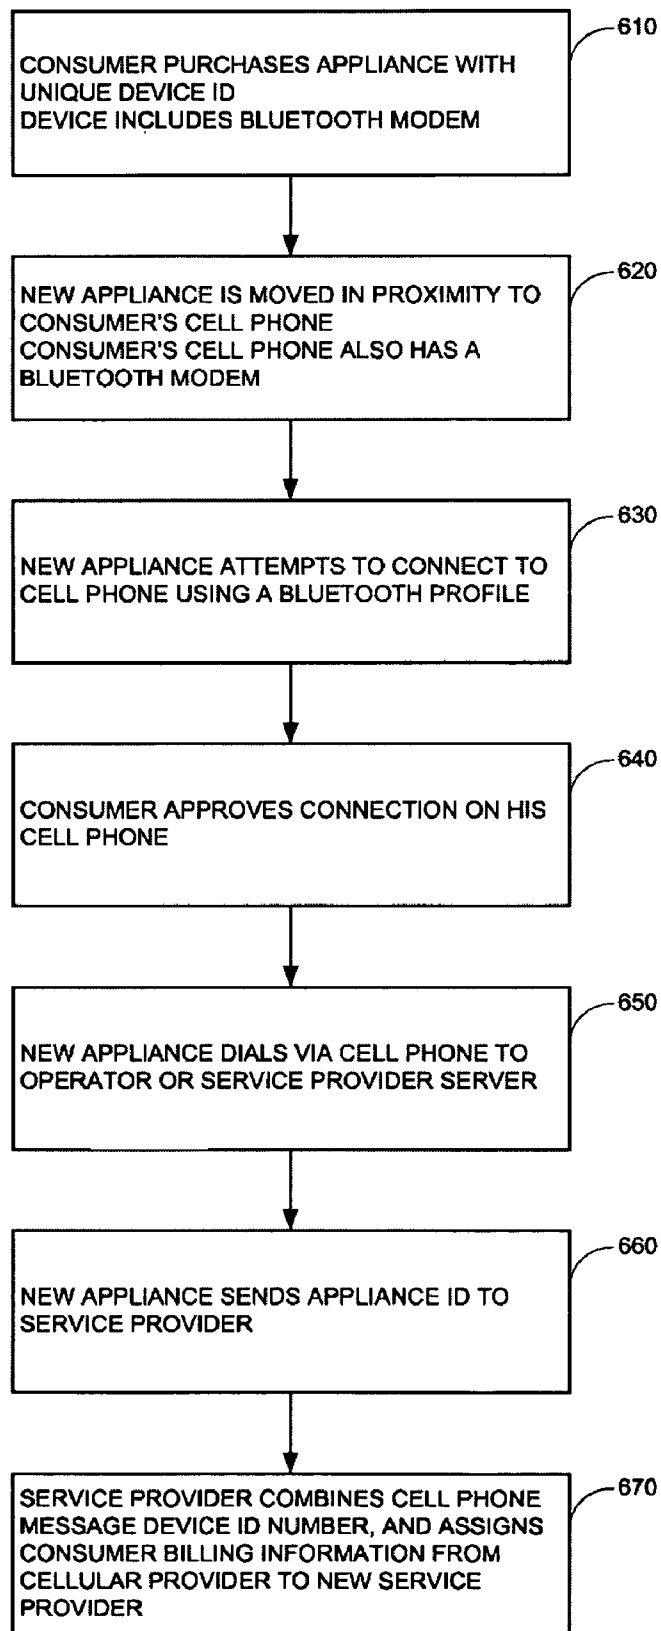 610
CONSUMER PURCHASES APPLIANCE WITH
UNIQUE DEVICE ID
DEVICE INCLUDES BLUETOOTH MODEM
620
NEW APPLIANCE IS MOVED IN PROXIMITY TO
CONSUMER'S CELL PHONE
CONSUMER'S CELL PHONE ALSO HAS A
BLUETOOTH MODEM
630
NEW APPLIANCE ATTEMPTS TO CONNECT TO
CELL PHONE USING A BLUETOOTH PROFILE
640
CONSUMER APPROVES CONNECTION ON HIS
CELL PHONE
650
NEW APPLIANCE DIALS VIA CELL PHONE TO
OPERATOR OR SERVICE PROVIDER SERVER
660
NEW APPLIANCE SENDS APPLIANCE ID TO
SERVICE PROVIDER
670
SERVICE PROVIDER COMBINES CELL PHONE
MESSAGE DEVICE ID NUMBER, AND ASSIGNS
CONSUMER BILLING INFORMATION FROM
CELLULAR PROVIDER TO NEW SERVICE
PROVIDER